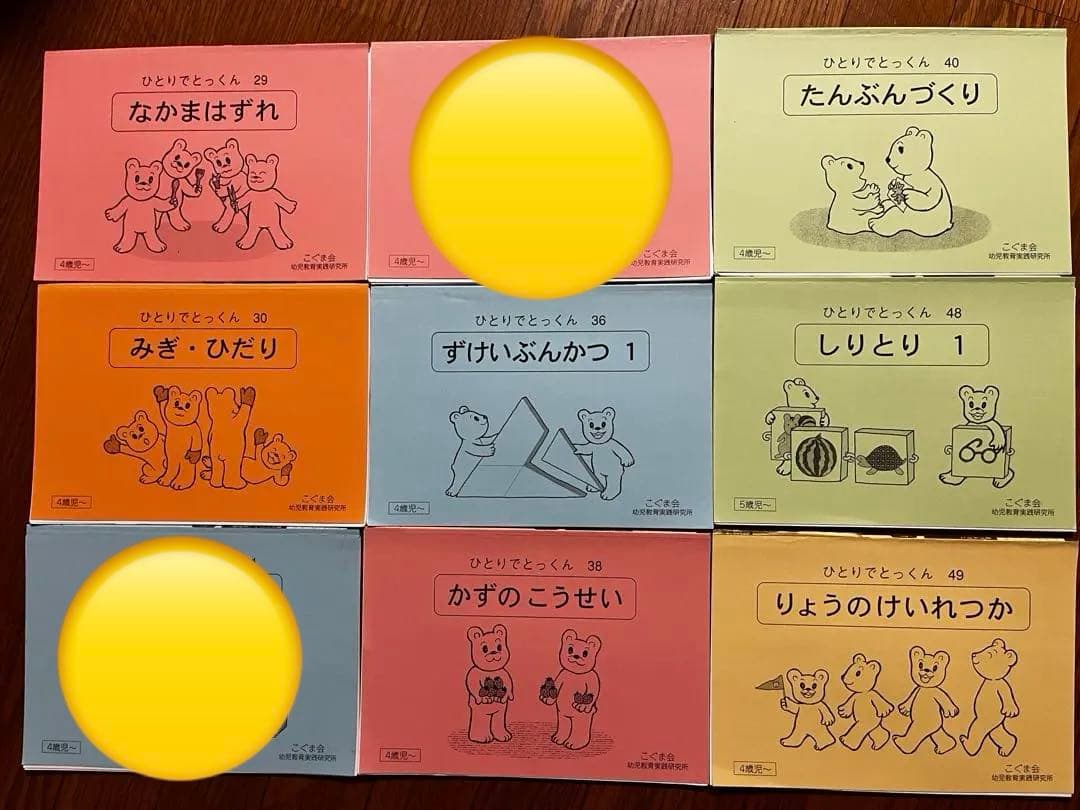 ひとりでとっくん 29
なかまはずれ
4歳児~
こぐま会
幼児教育実践研究所
4歳児~
こぐま会
幼児教育実践研究所
ひとりでとっくん 40
たんぶんづくり
4歳児~
こぐま会
幼児教育実践研究所
ひとりでとっくん 30
みぎ・ひだり
4歳児~
こぐま会
幼児教育実践研究所
ひとりでとっくん 36
ずけいぶんかつ 1
4歳児~
こぐま会
幼児教育実践研究所
ひとりでとっくん 48
しりとり 1
5歳児~
こぐま会
幼児教育実践研究所
4歳児~
こぐま会
幼児教育実践研究所
ひとりでとっくん 38
かずのこうせい
4歳児~
こぐま会
幼児教育実践研究所
ひとりでとっくん 49
りょうのけいれつか
4歳児~
こぐま会
幼児教育実践研究所